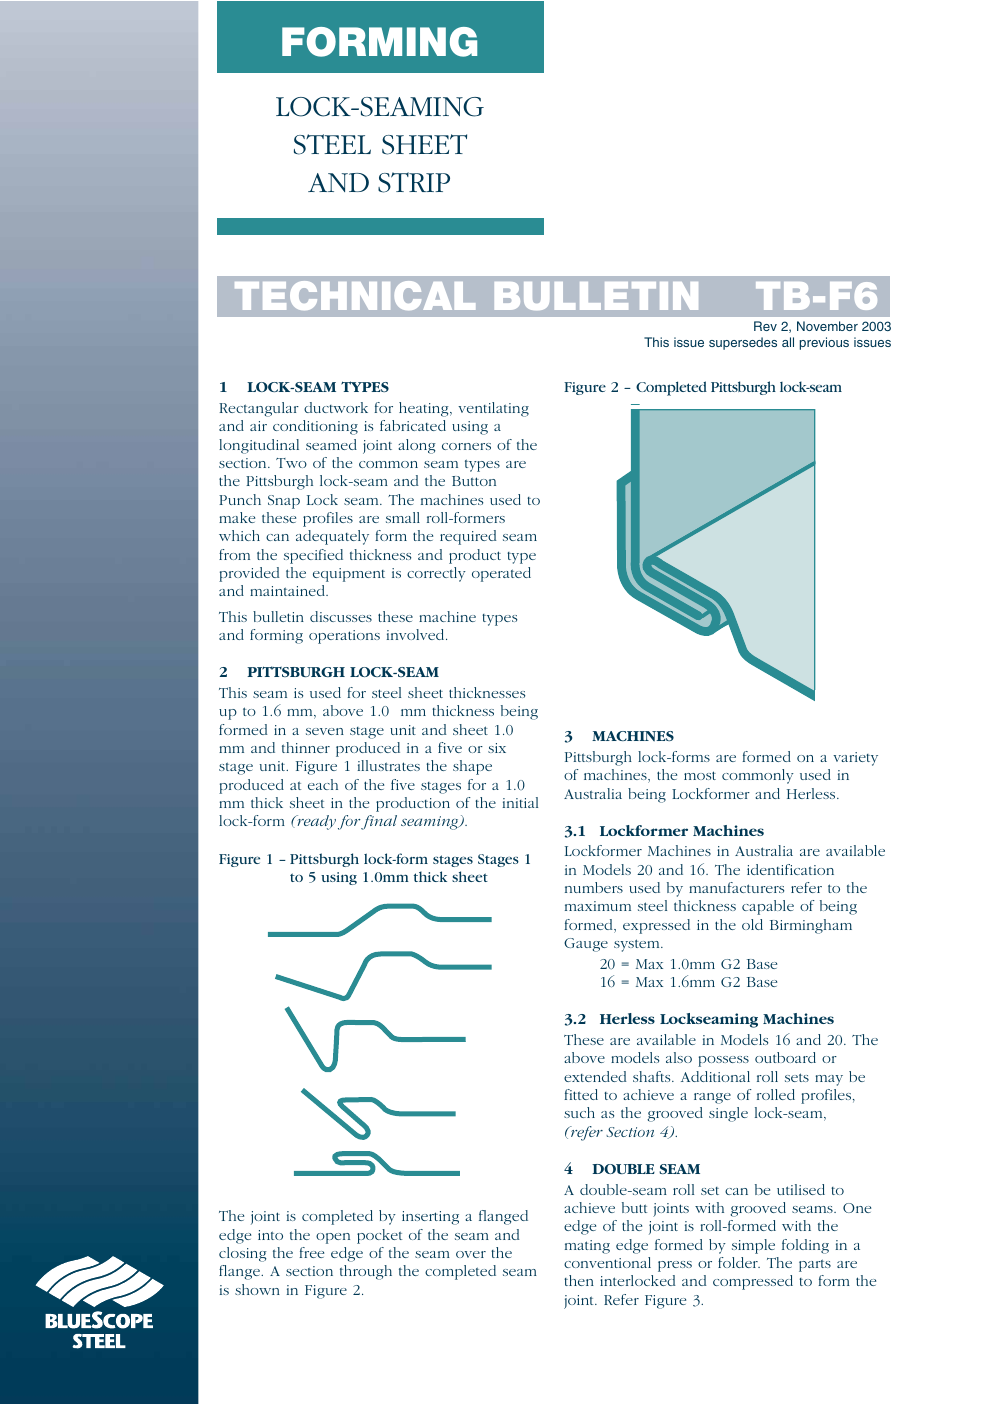 FORMING
LOCK-SEAMING
STEEL SHEET
AND STRIP
TECHNICAL BULLETIN TB-F6
Rev 2, November 2003
This issue supersedes all previous issues
1 LOCK-SEAM TYPES
Rectangular ductwork for heating, ventilating
and air conditioning is fabricated using a
longitudinal seamed joint along corners of the
section. Two of the common seam types are
the Pittsburgh lock-seam and the Button
Punch Snap Lock seam. The machines used to
make these profiles are small roll-formers
which can adequately form the required seam
from the specified thickness and product type
provided the equipment is correctly operated
and maintained.
This bulletin discusses these machine types
and forming operations involved.
2 PITTSBURGH LOCK-SEAM
This seam is used for steel sheet thicknesses
up to 1.6 mm, above 1.0 mm thickness being
formed in a seven stage unit and sheet 1.0
mm and thinner produced in a five or six
stage unit. Figure 1 illustrates the shape
produced at each of the five stages for a 1.0
mm thick sheet in the production of the initial
lock-form (ready for final seaming).
Figure 1 – Pittsburgh lock-form stages Stages 1
to 5 using 1.0mm thick sheet
The joint is completed by inserting a flanged
edge into the open pocket of the seam and
closing the free edge of the seam over the
flange. A section through the completed seam
is shown in Figure 2.
Figure 2 – Completed Pittsburgh lock-seam
3 MACHINES
Pittsburgh lock-forms are formed on a variety
of machines, the most commonly used in
Australia being Lockformer and Herless.
3.1 Lockformer Machines
Lockformer Machines in Australia are available
in Models 20 and 16. The identification
numbers used by manufacturers refer to the
maximum steel thickness capable of being
formed, expressed in the old Birmingham
Gauge system.
20 = Max 1.0mm G2 Base
16 = Max 1.6mm G2 Base
3.2 Herless Lockseaming Machines
These are available in Models 16 and 20. The
above models also possess outboard or
extended shafts. Additional roll sets may be
fitted to achieve a range of rolled profiles,
such as the grooved single lock-seam,
(refer Section 4).
4 DOUBLE SEAM
A double-seam roll set can be utilised to
achieve butt joints with grooved seams. One
edge of the joint is roll-formed with the
mating edge formed by simple folding in a
conventional press or folder. The parts are
then interlocked and compressed to form the
joint. Refer Figure 3.
BLUESCOPE
STEEL